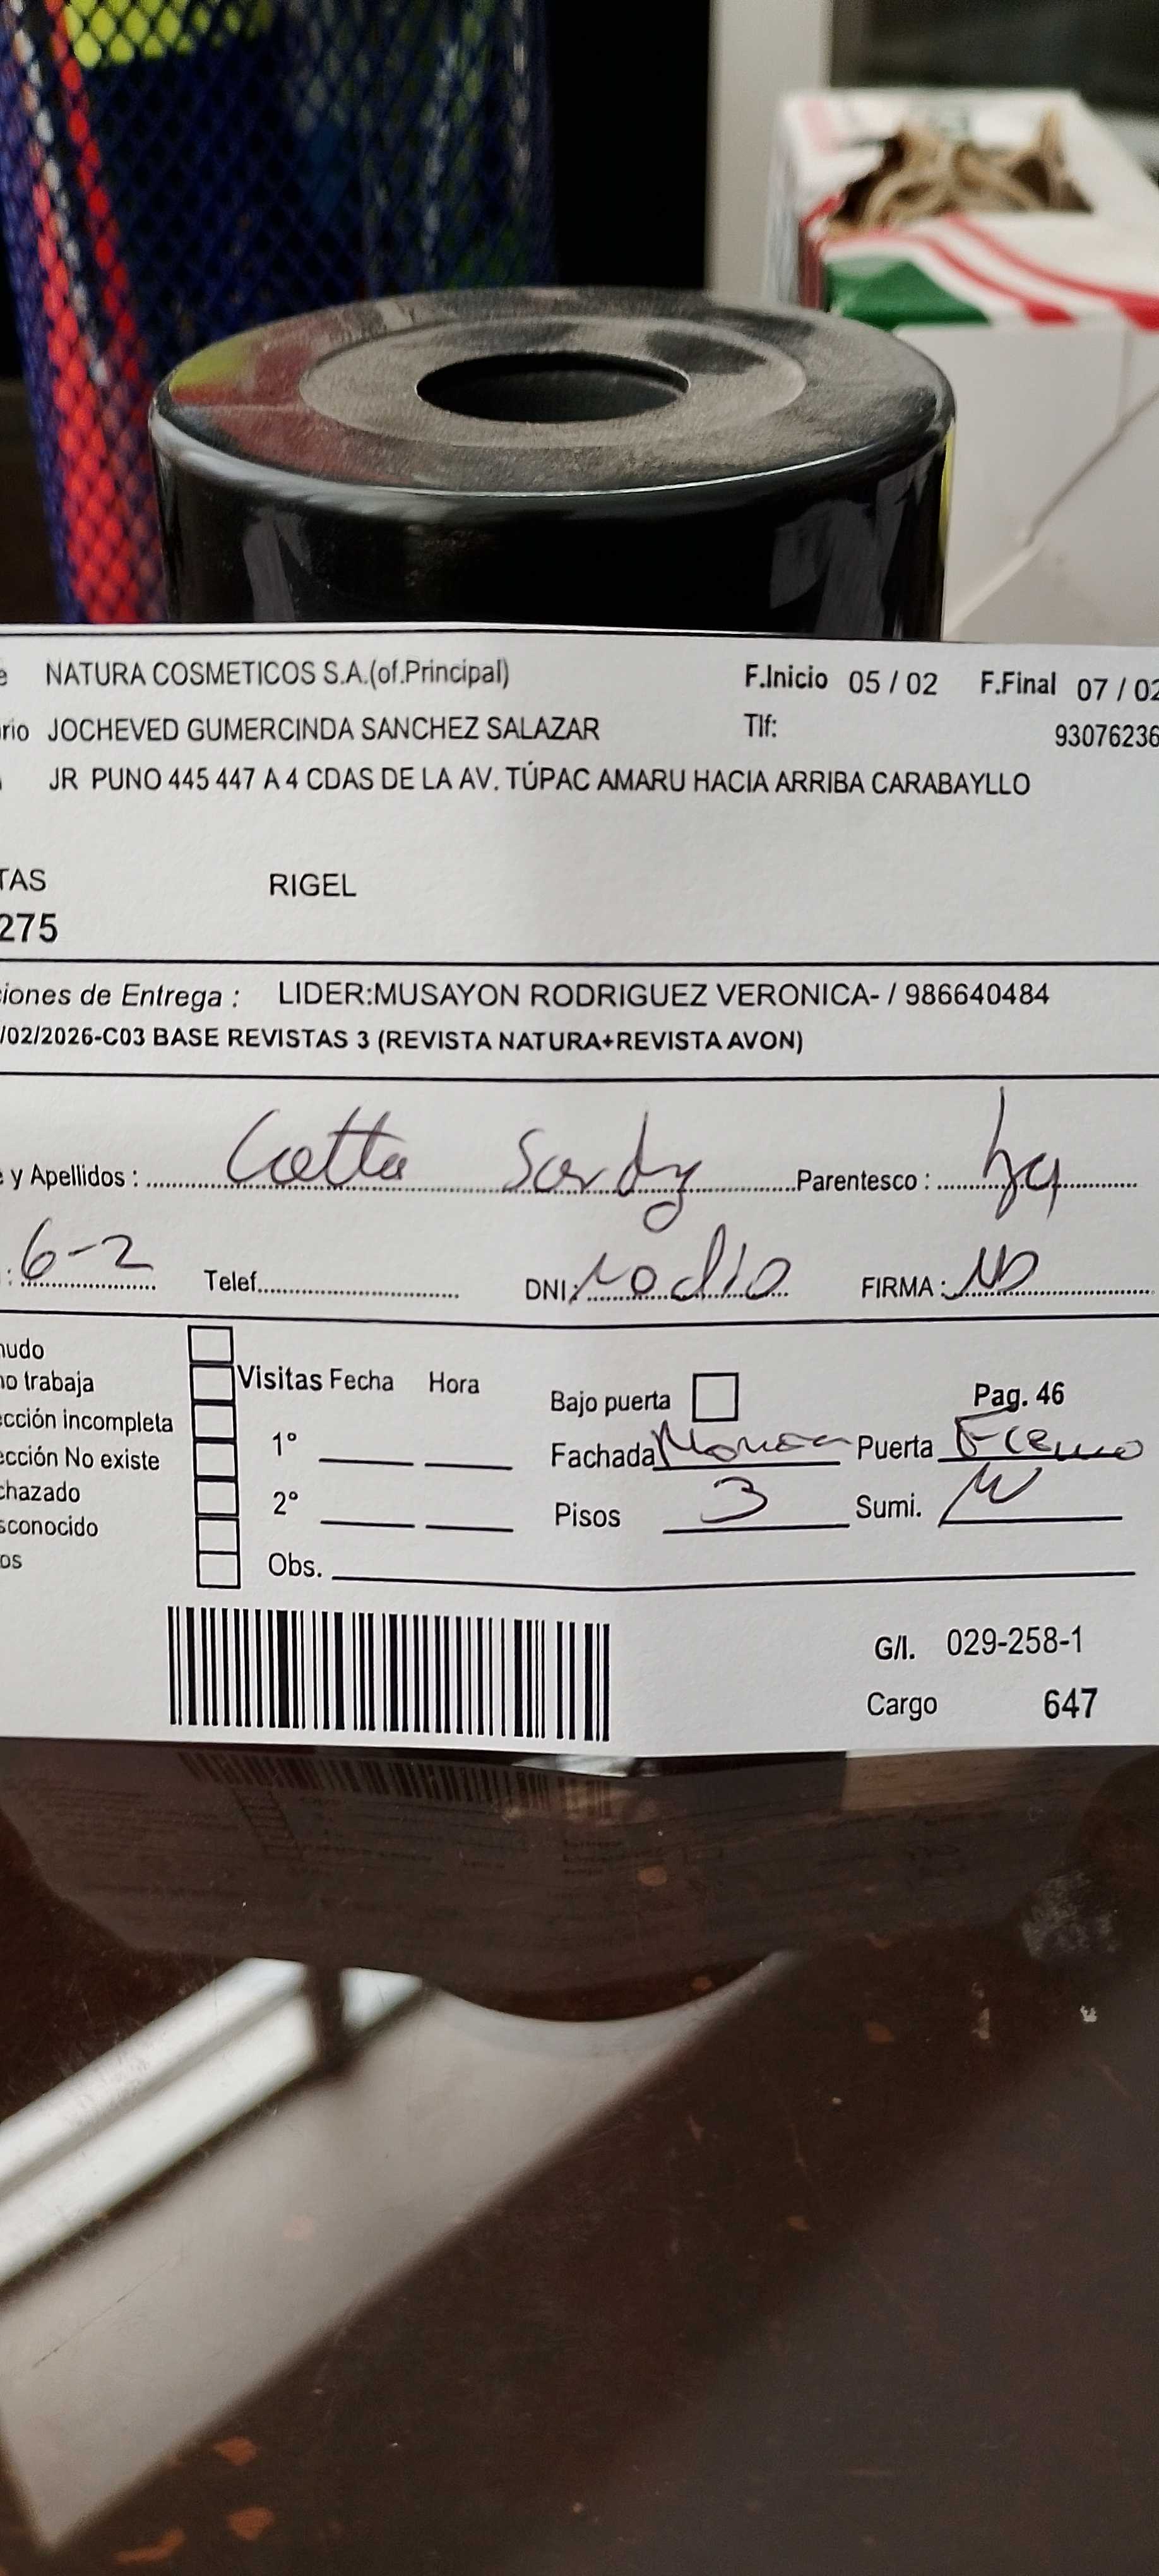 e NATURA COSMETICOS S.A.(of.Principal) F.Inicio 05 / 02 F.Final 07 / 02
rio JOCHEVED GUMERCINDA SANCHEZ SALAZAR Tlf: 93076236
JR PUNO 445 447 A 4 CDAS DE LA AV. TÚPAC AMARU HACIA ARRIBA CARABAYLLO
TAS RIGEL
275
ciones de Entrega : LIDER:MUSAYON RODRIGUEZ VERONICA- / 986640484
/02/2026-C03 BASE REVISTAS 3 (REVISTA NATURA+REVISTA AVON)
e y Apellidos : Parentesco :
: 6-2 Telef. DNI: FIRMA :
nudo
no trabaja Visitas Fecha Hora Bajo puerta Pag. 46
cción incompleta 1° Fachada Puerta
cción No existe
chazado 2° Pisos 3 Sumi.
sconocido
os Obs.
G/I. 029-258-1
Cargo 647